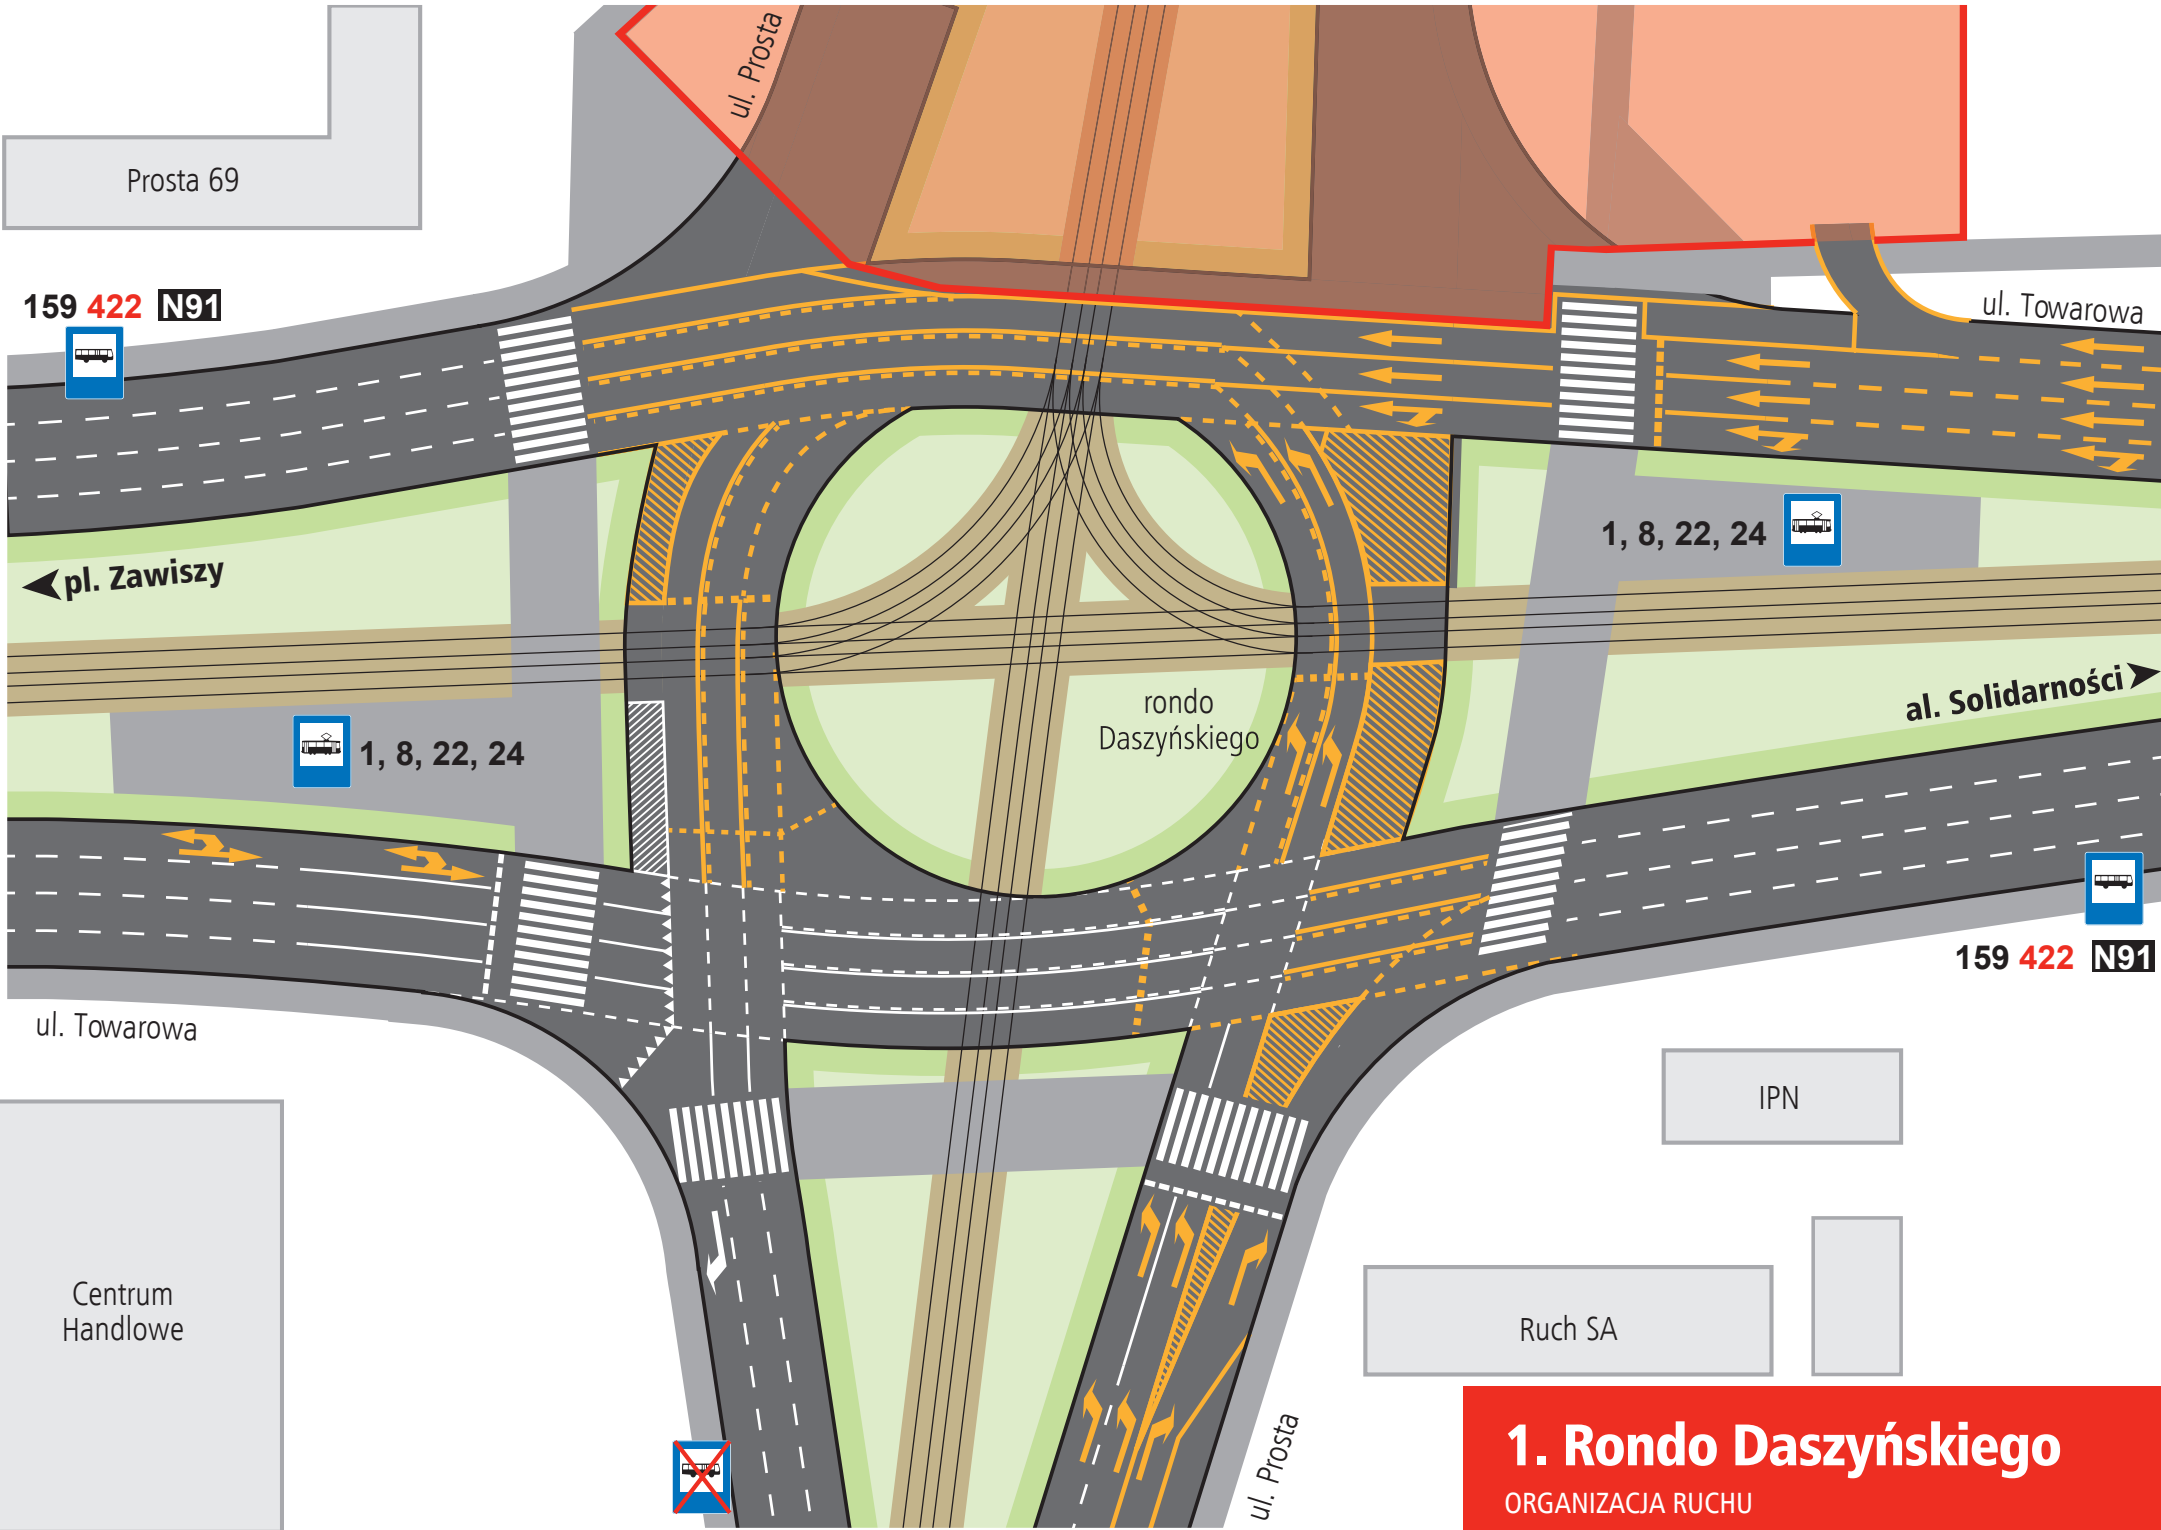 ul. Prosta
Prosta 69
159 422 N91
ul. Towarowa
1, 8, 22, 24
pl. Zawiszy
rondo
Daszyńskiego
al. Solidarności
1, 8, 22, 24
159 422 N91
ul. Towarowa
IPN
Centrum
Handlowe
Ruch SA
ul. Prosta
1. Rondo Daszyńskiego
ORGANIZACJA RUCHU